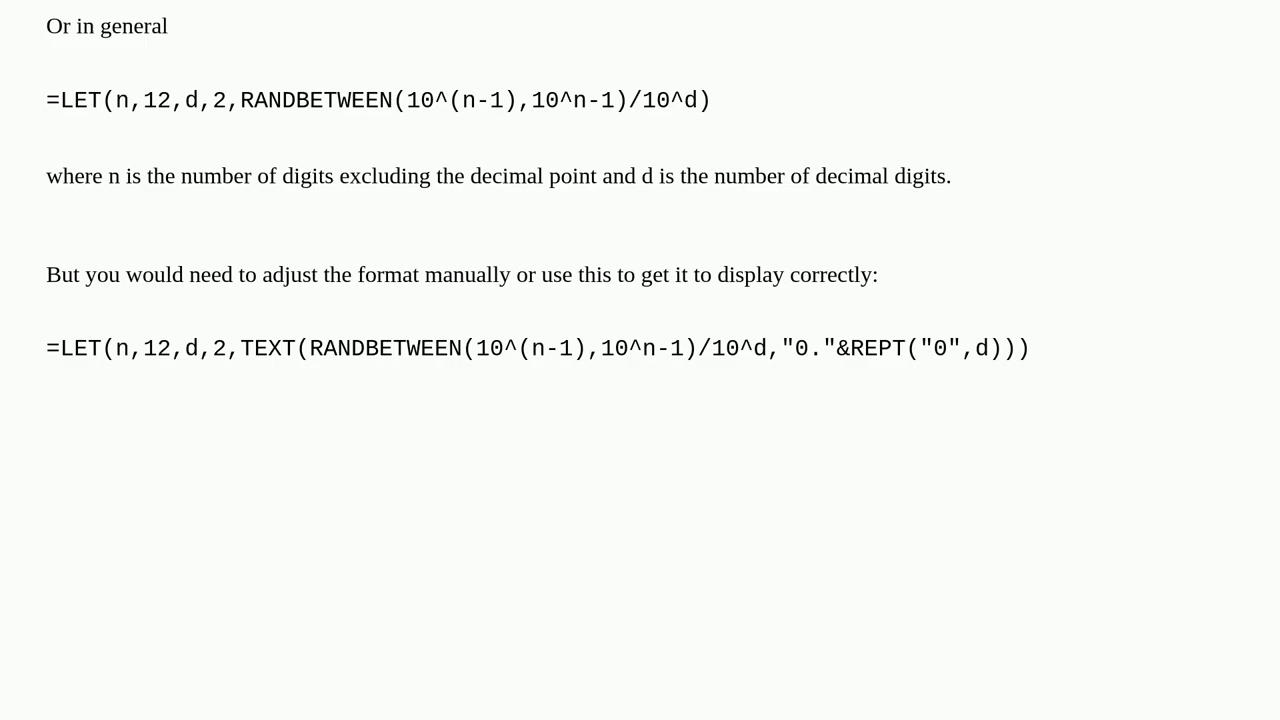 Or in general
=LET(n,12,d,2,RANDBETWEEN(10^(n-1),10^n-1)/10^d)
where n is the number of digits excluding the decimal point and d is the number of decimal digits.
But you would need to adjust the format manually or use this to get it to display correctly:
=LET(n,12,d,2,TEXT(RANDBETWEEN(10^(n-1),10^n-1)/10^d,"0."&REPT("0",d)))